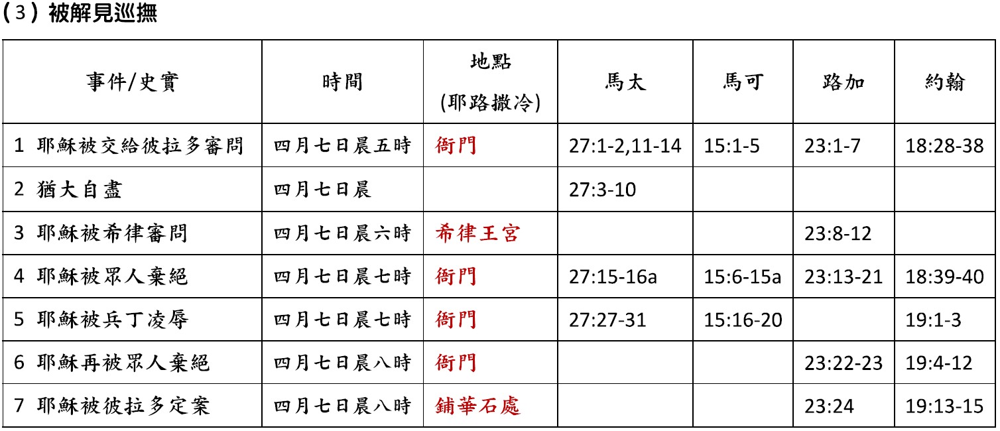 （3）被解見巡撫
事件/史實 時間 地點 (耶路撒冷) 馬太 馬可 路加 約翰
1 耶穌被交給彼拉多審問 四月七日晨五時 衙門 27:1-2,11-14 15:1-5 23:1-7 18:28-38
2 猶大自盡 四月七日晨 27:3-10
3 耶穌被希律審問 四月七日晨六時 希律王宮 23:8-12
4 耶穌被眾人棄絕 四月七日晨七時 衙門 27:15-16a 15:6-15a 23:13-21 18:39-40
5 耶穌被兵丁凌辱 四月七日晨七時 衙門 27:27-31 15:16-20 19:1-3
6 耶穌再被眾人棄絕 四月七日晨八時 衙門 23:22-23 19:4-12
7 耶穌被彼拉多定案 四月七日晨八時 鋪華石處 23:24 19:13-15